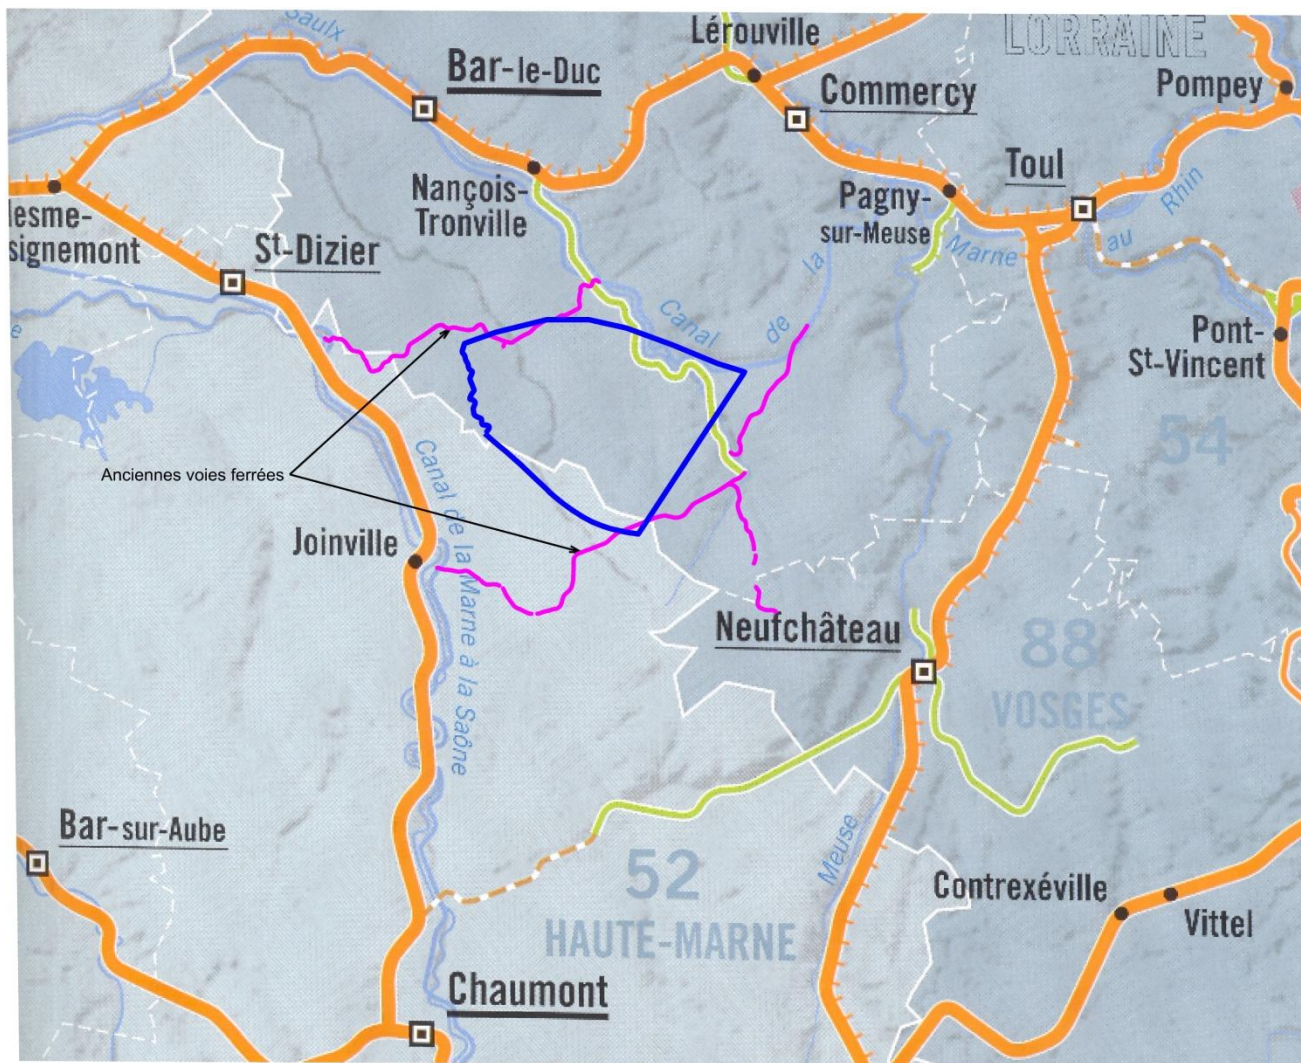 Saulx
Lérouville
LORRAINE
Bar-le-Duc
Commercy
Pompey
Nançois-
Tronville
Pagny-
sur-Meuse
Toul
Rhin
au
Marne
la
de
Canal
lesme-
signemont
St-Dizier
e
Pont-
St-Vincent
54
Anciennes voies ferrées
Canal de la Marne à la Saône
Joinville
Neufchâteau
88
VOSGES
Bar-sur-Aube
52
HAUTE-MARNE
Meuse
Contrexéville
Vittel
Chaumont